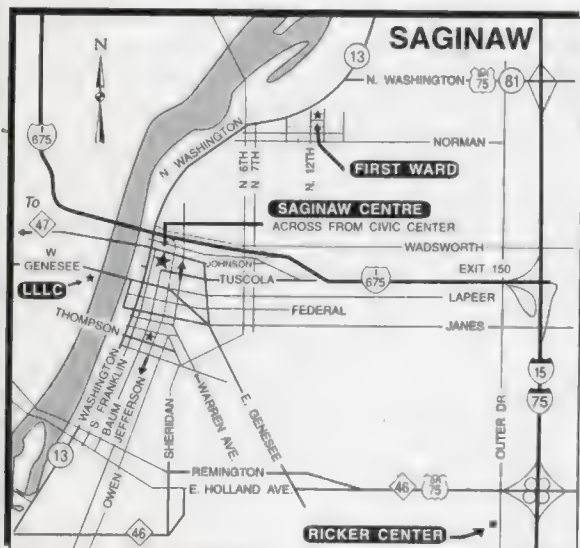 SAGINAW
N
13
N. WASHINGTON BR 75 81
675
N WASHINGTON
N 6TH
N 7TH
N. 12TH
NORMAN
FIRST WARD
To
47
SAGINAW CENTRE
ACROSS FROM CIVIC CENTER
WADSWORTH
W
GENESEE
JOHNSON
TUSCOLA
EXIT 150
I
675
LAPEER
LLLC
FEDERAL
THOMPSON
JANES
WASHINGTON
S FRANKLIN
BAUM
JEFFERSON
SHERIDAN
WARREN AVE.
E. GENESEE
OUTER DR
15
75
13
OWEN
REMINGTON
E. HOLLAND AVE.
46 BR 75
46
RICKER CENTER